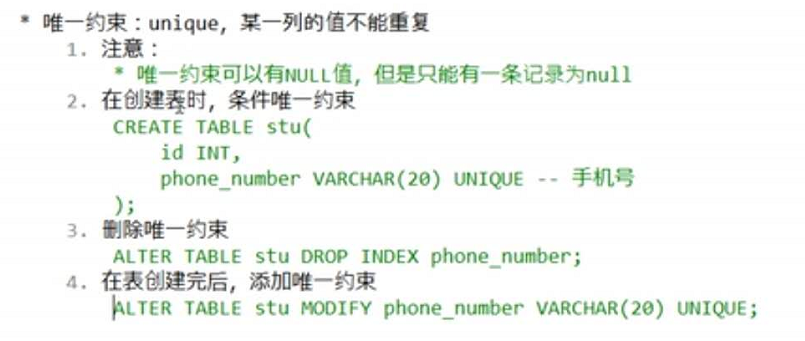 * 唯一约束：unique，某一列的值不能重复
1. 注意：
* 唯一约束可以有NULL值，但是只能有一条记录为null
2. 在创建表时，条件唯一约束
CREATE TABLE stu(
id INT,
phone_number VARCHAR(20) UNIQUE -- 手机号
);
3. 删除唯一约束
ALTER TABLE stu DROP INDEX phone_number;
4. 在表创建完后，添加唯一约束
ALTER TABLE stu MODIFY phone_number VARCHAR(20) UNIQUE;